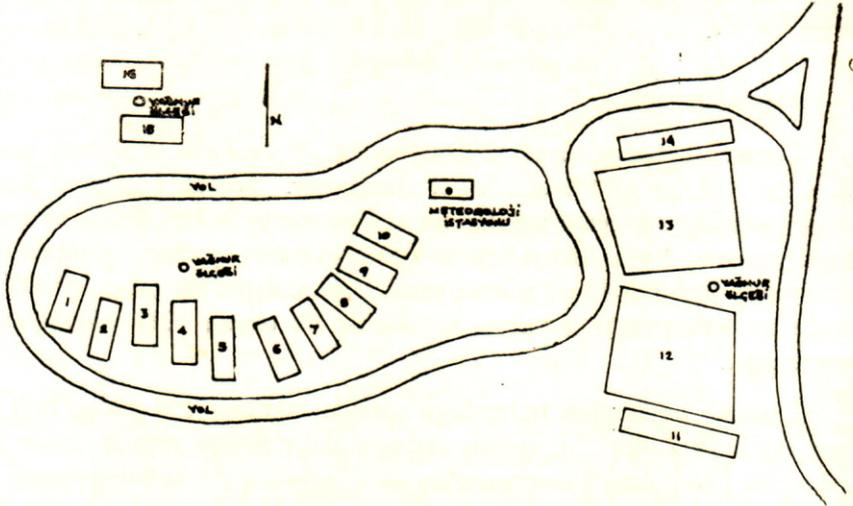 16
YAĞMUR
ÖLÇEĞİ
15
N
14
YOL
0
METEOROLOJİ
İSTASYONU
13
10
YAĞMUR
ÖLÇEĞİ
9
YAĞMUR
ÖLÇEĞİ
1
2
3
4
5
6
7
8
12
YOL
11